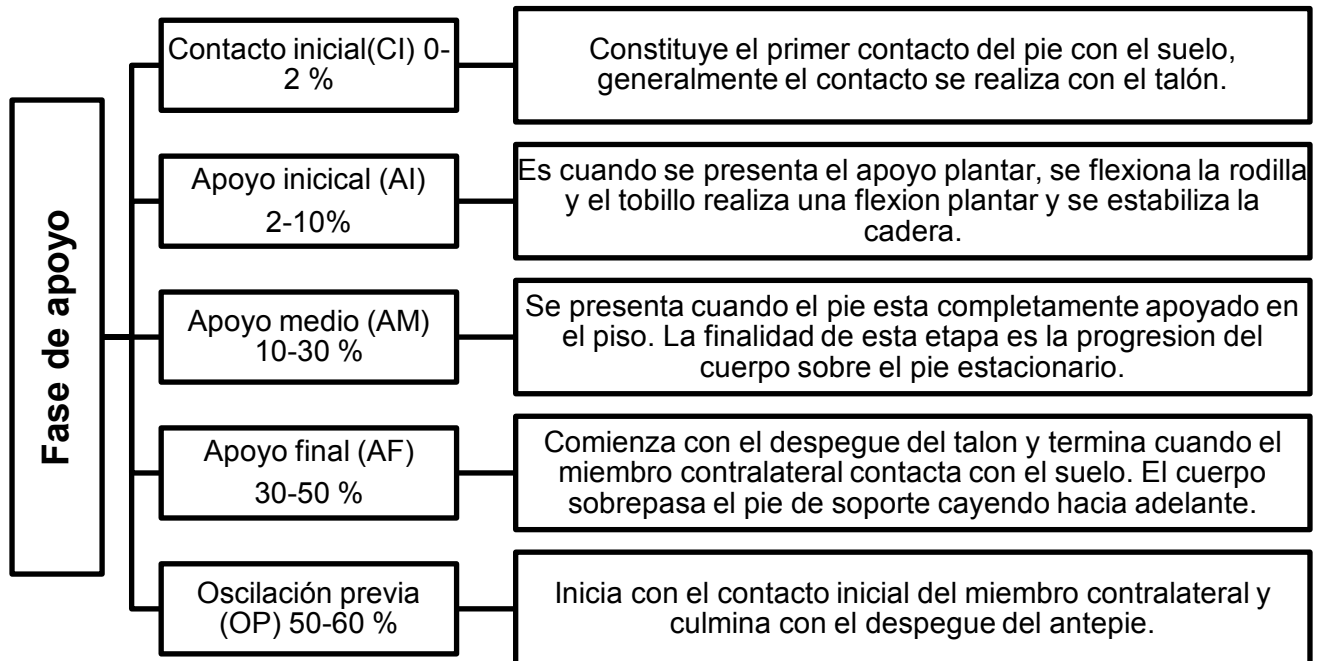 Fase de apoyo
Contacto inicial(CI) 0-
2 %
Constituye el primer contacto del pie con el suelo,
generalmente el contacto se realiza con el talón.
Apoyo inicical (AI)
2-10%
Es cuando se presenta el apoyo plantar, se flexiona la rodilla
y el tobillo realiza una flexion plantar y se estabiliza la
cadera.
Apoyo medio (AM)
10-30 %
Se presenta cuando el pie esta completamente apoyado en
el piso. La finalidad de esta etapa es la progresion del
cuerpo sobre el pie estacionario.
Apoyo final (AF)
30-50 %
Comienza con el despegue del talon y termina cuando el
miembro contralateral contacta con el suelo. El cuerpo
sobrepasa el pie de soporte cayendo hacia adelante.
Oscilación previa
(OP) 50-60 %
Inicia con el contacto inicial del miembro contralateral y
culmina con el despegue del antepie.